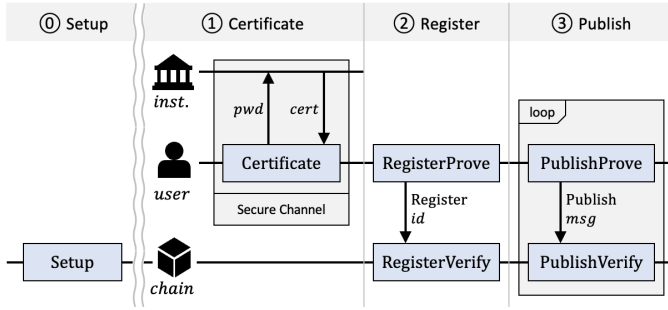 ⓪ Setup
① Certificate
② Register
③ Publish
inst.
pwd
cert
loop
user
Certificate
RegisterProve
PublishProve
Secure Channel
Register
id
Publish
msg
chain
Setup
RegisterVerify
PublishVerify